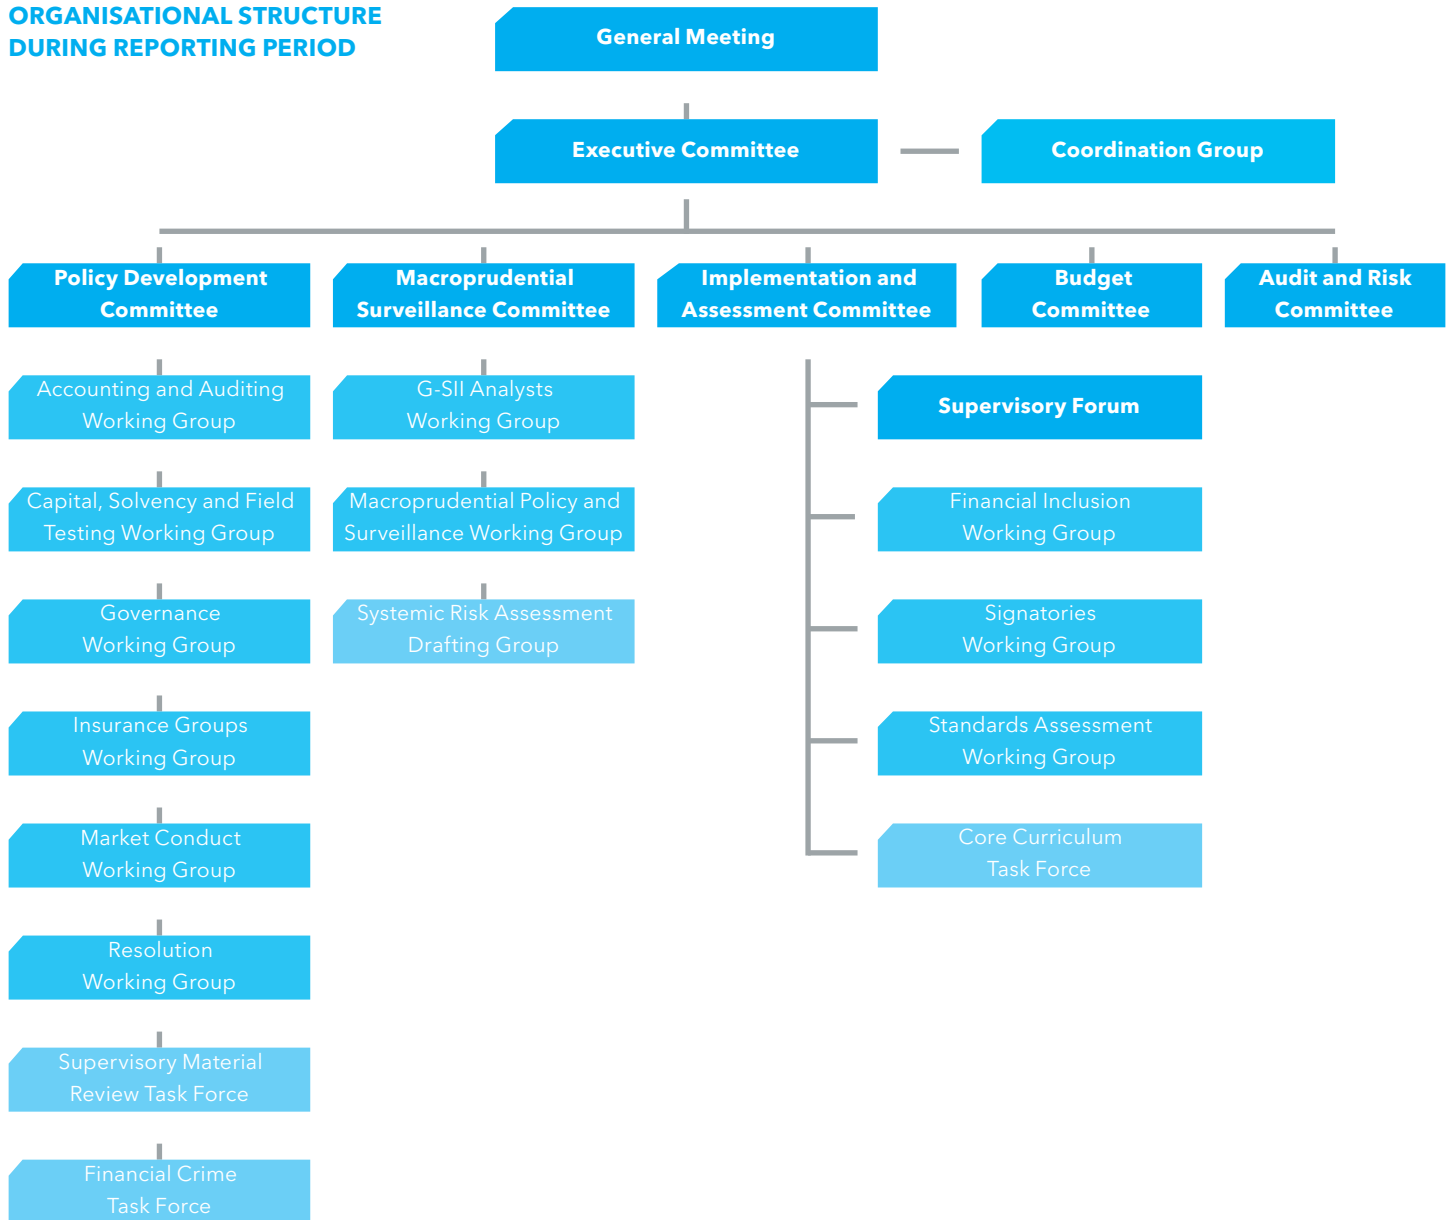 ORGANISATIONAL STRUCTURE
DURING REPORTING PERIOD
General Meeting
Executive Committee
Coordination Group
Policy Development
Committee
Macroprudential
Surveillance Committee
Implementation and
Assessment Committee
Budget
Committee
Audit and Risk
Committee
Accounting and Auditing
Working Group
Capital, Solvency and Field
Testing Working Group
Governance
Working Group
Insurance Groups
Working Group
Market Conduct
Working Group
Resolution
Working Group
Supervisory Material
Review Task Force
Financial Crime
Task Force
G-SII Analysts
Working Group
Macroprudential Policy and
Surveillance Working Group
Systemic Risk Assessment
Drafting Group
Supervisory Forum
Financial Inclusion
Working Group
Signatories
Working Group
Standards Assessment
Working Group
Core Curriculum
Task Force